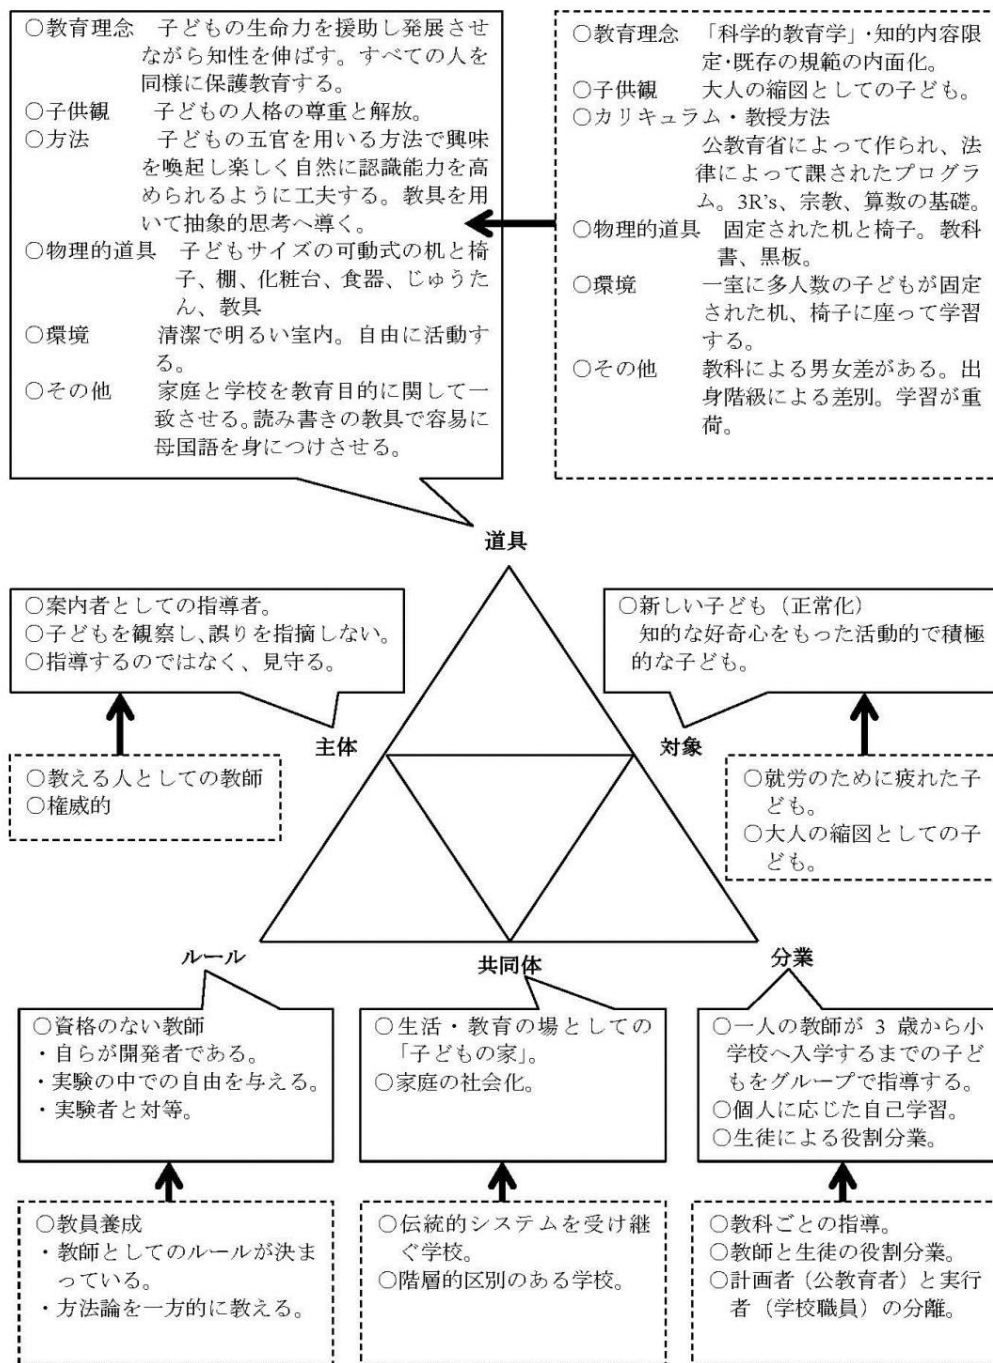 ○教育理念 子どもの生命力を援助し発展させ
ながら知性を伸ばす。すべての人を
同様に保護教育する。
○子供観 子どもの人格の尊重と解放。
○方法 子どもの五官を用いる方法で興味
を喚起し楽しく自然に認識能力を高
められるように工夫する。教具を用
いて抽象的思考へ導く。
○物理的道具 子どもサイズの可動式の机と椅
子、棚、化粧台、食器、じゅうた
ん、教具
○環境 清潔で明るい室内。自由に活動す
る。
○その他 家庭と学校を教育目的に関して一
致させる。読み書きの教具で容易に
母国語を身につけさせる。
○教育理念 「科学的教育学」・知的内容限
定・既存の規範の内面化。
○子供観 大人の縮図としての子ども。
○カリキュラム・教授方法
公教育省によって作られ、法
律によって課されたプログラ
ム。3R's、宗教、算数の基礎。
○物理的道具 固定された机と椅子。教科
書、黒板。
○環境 一室に多人数の子どもが固
定された机、椅子に座って学習
する。
○その他 教科による男女差がある。出
身階級による差別。学習が重
荷。
道具
○案内者としての指導者。
○子どもを観察し、誤りを指摘しない。
○指導するのではなく、見守る。
○新しい子ども（正常化）
知的な好奇心をもった活動的で積極
的な子ども。
主体
対象
○教える人としての教師
○権威的
○就労のために疲れた子
ども。
○大人の縮図としての子
ども。
ルール
共同体
分業
○資格のない教師
・自らが開発者である。
・実験の中での自由を与える。
・実験者と対等。
○生活・教育の場としての
「子どもの家」。
○家庭の社会化。
○一人の教師が 3 歳から小
学校へ入学するまでの子ど
もをグループで指導する。
○個人に応じた自己学習。
○生徒による役割分業。
○教員養成
・教師としてのルールが決ま
っている。
・方法論を一方的に教える。
○伝統的システムを受け継
ぐ学校。
○階層的区別のある学校。
○教科ごとの指導。
○教師と生徒の役割分業。
○計画者（公教育者）と実行
者（学校職員）の分離。